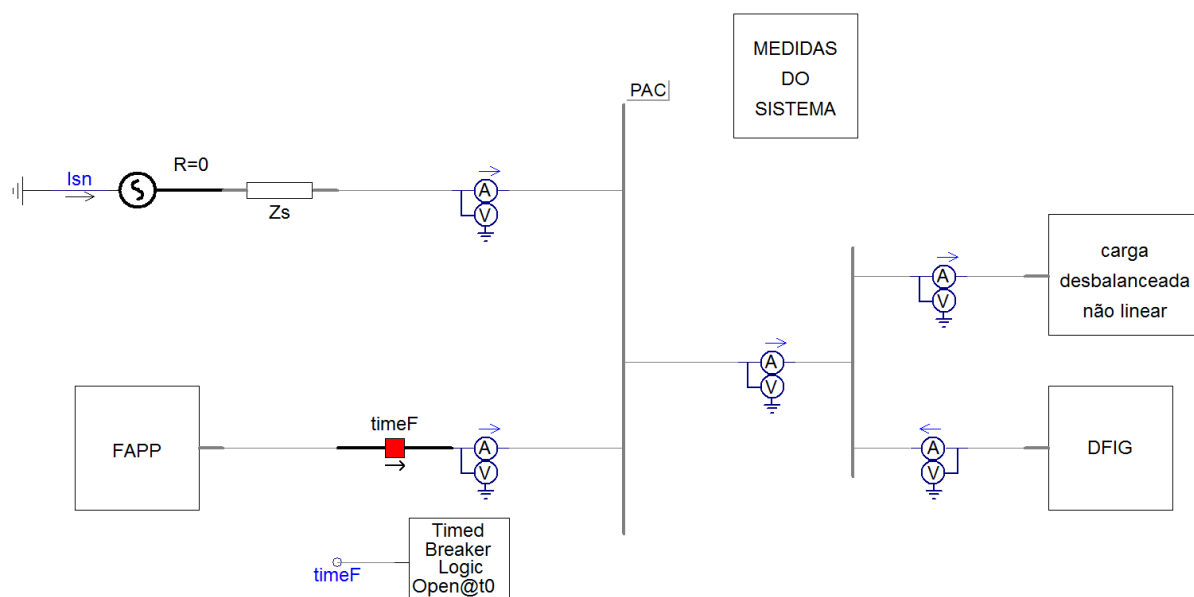 MEDIDAS
DO
SISTEMA
PAC
R=0
Isn
Zs
A
V
carga
desbalanceada
não linear
A
V
A
V
FAPP
timeF
A
V
A
V
DFIG
Timed
Breaker
Logic
Open@t0
timeF